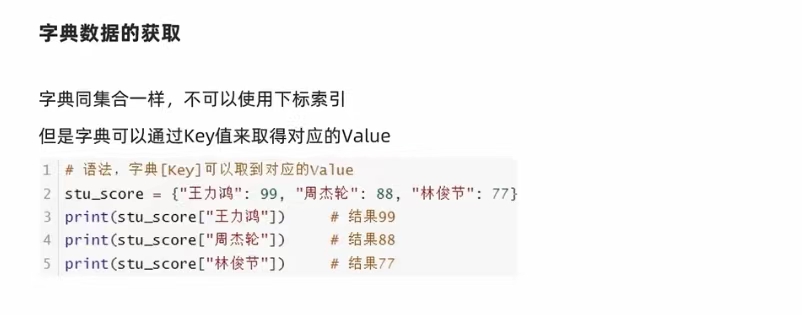 字典数据的获取
字典同集合一样，不可以使用下标索引
但是字典可以通过Key值来取得对应的Value
1 # 语法，字典[Key]可以取到对应的Value
2 stu_score = {"王力鸿": 99, "周杰轮": 88, "林俊节": 77}
3 print(stu_score["王力鸿"]) # 结果99
4 print(stu_score["周杰轮"]) # 结果88
5 print(stu_score["林俊节"]) # 结果77